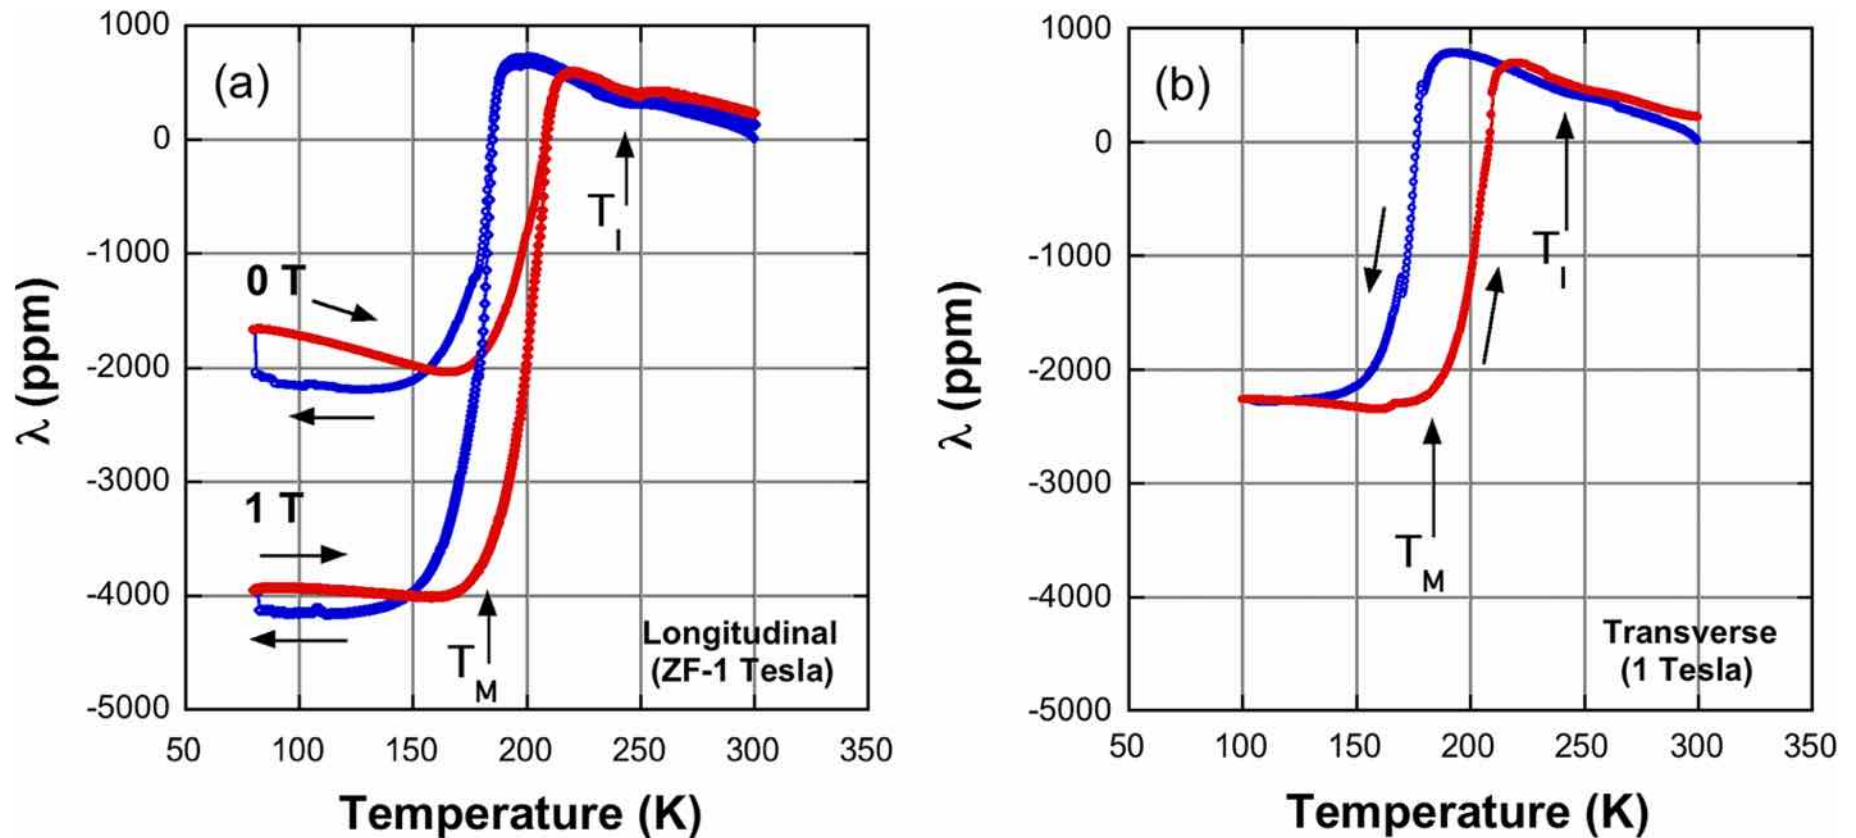 (a)
1000
0
-1000
-2000
-3000
-4000
-5000
λ (ppm)
0 T
1 T
T_I
T_M
Longitudinal
(ZF-1 Tesla)
50 100 150 200 250 300 350
Temperature (K)
(b)
1000
0
-1000
-2000
-3000
-4000
-5000
λ (ppm)
T_I
T_M
Transverse
(1 Tesla)
50 100 150 200 250 300 350
Temperature (K)